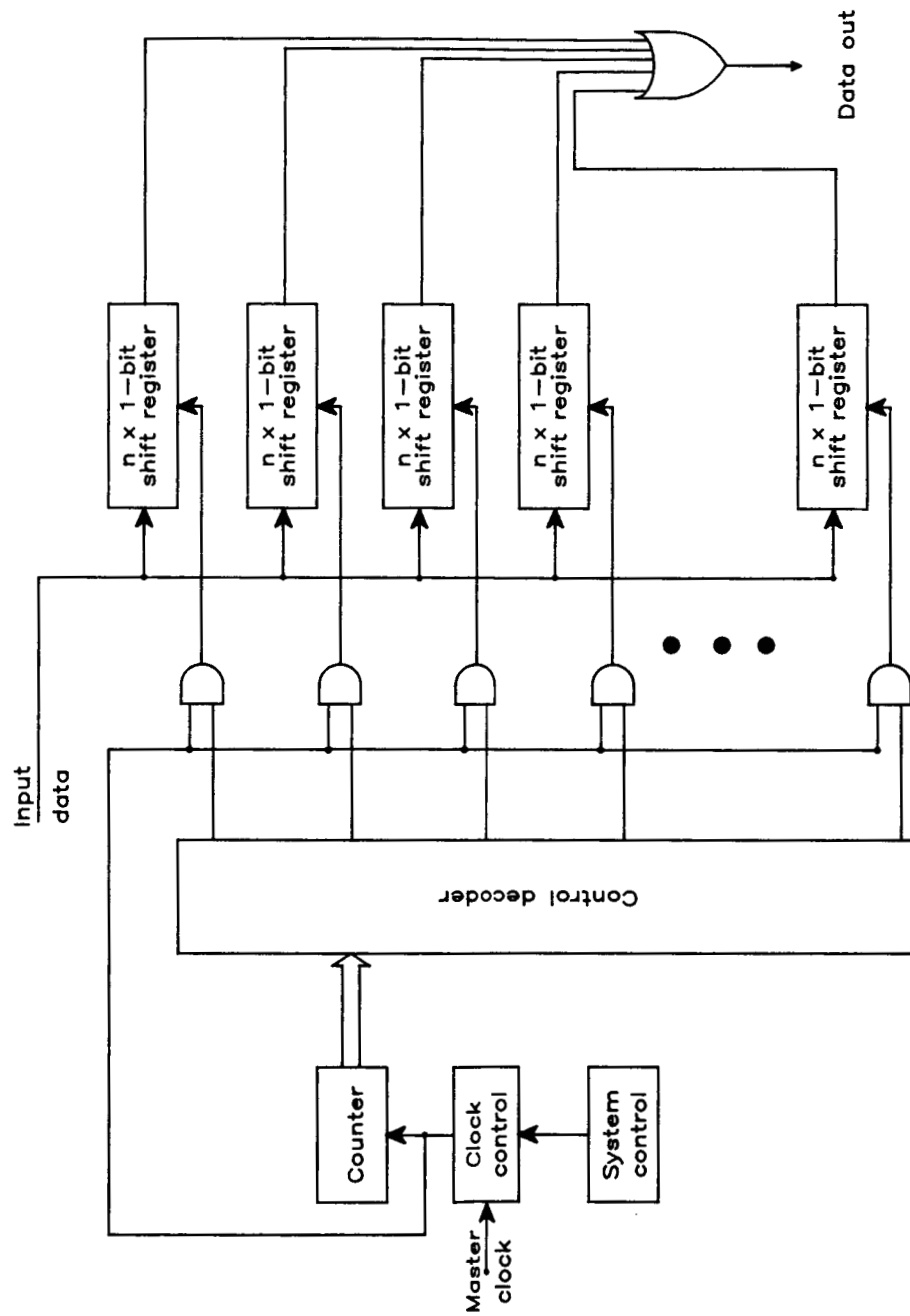 Input
data
Master
clock
System
control
Clock
control
Counter
Control decoder
n × 1-bit
shift register
n × 1-bit
shift register
n × 1-bit
shift register
n × 1-bit
shift register
n × 1-bit
shift register
Data out